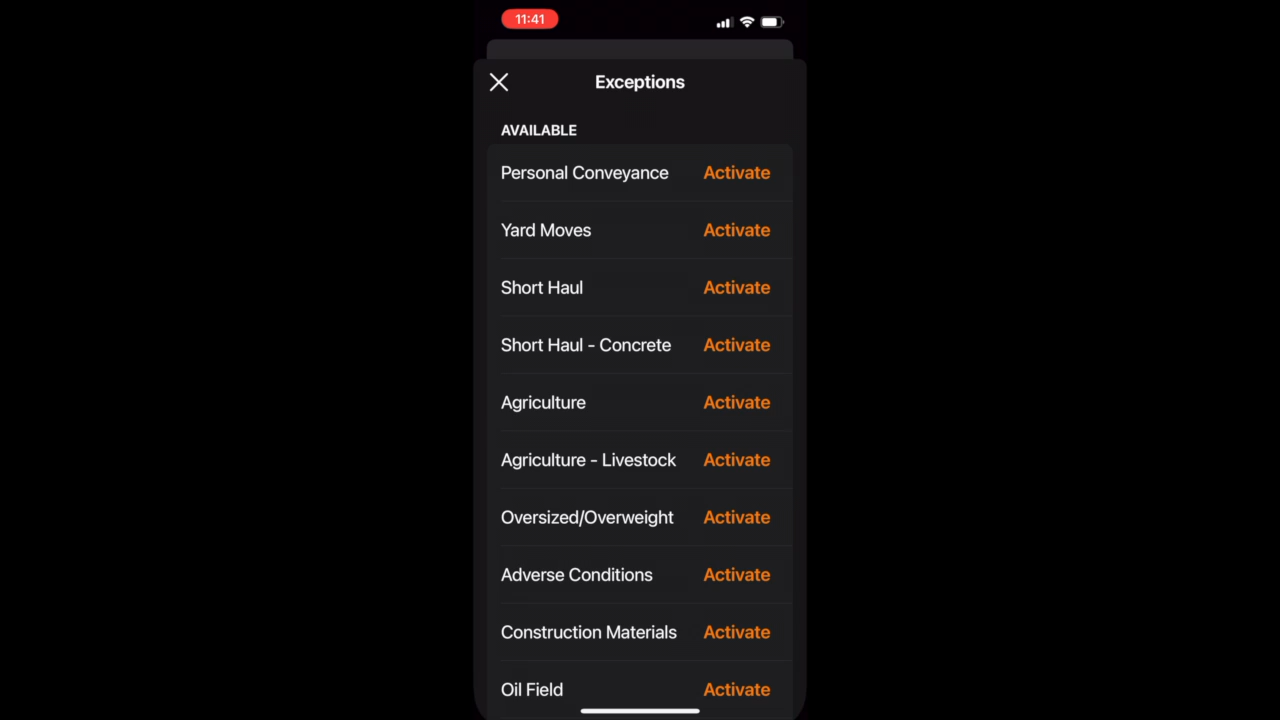 11:41
Exceptions
AVAILABLE
Personal Conveyance Activate
Yard Moves Activate
Short Haul Activate
Short Haul - Concrete Activate
Agriculture Activate
Agriculture - Livestock Activate
Oversized/Overweight Activate
Adverse Conditions Activate
Construction Materials Activate
Oil Field Activate